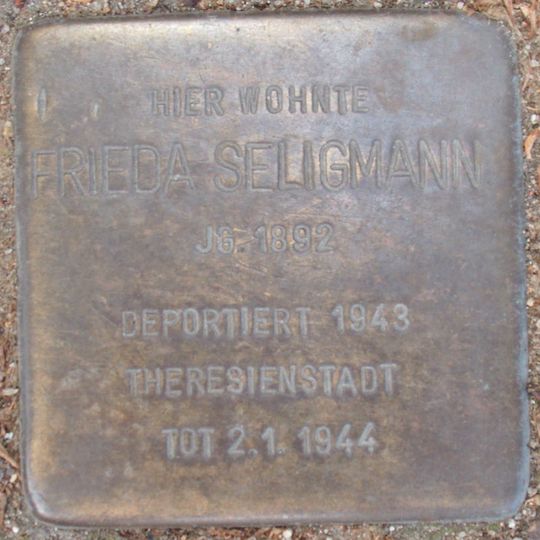 HIER WOHNTE
FRIEDA SELIGMANN
JG. 1892
DEPORTIERT 1943
THERESIENSTADT
TOT 2.1. 1944